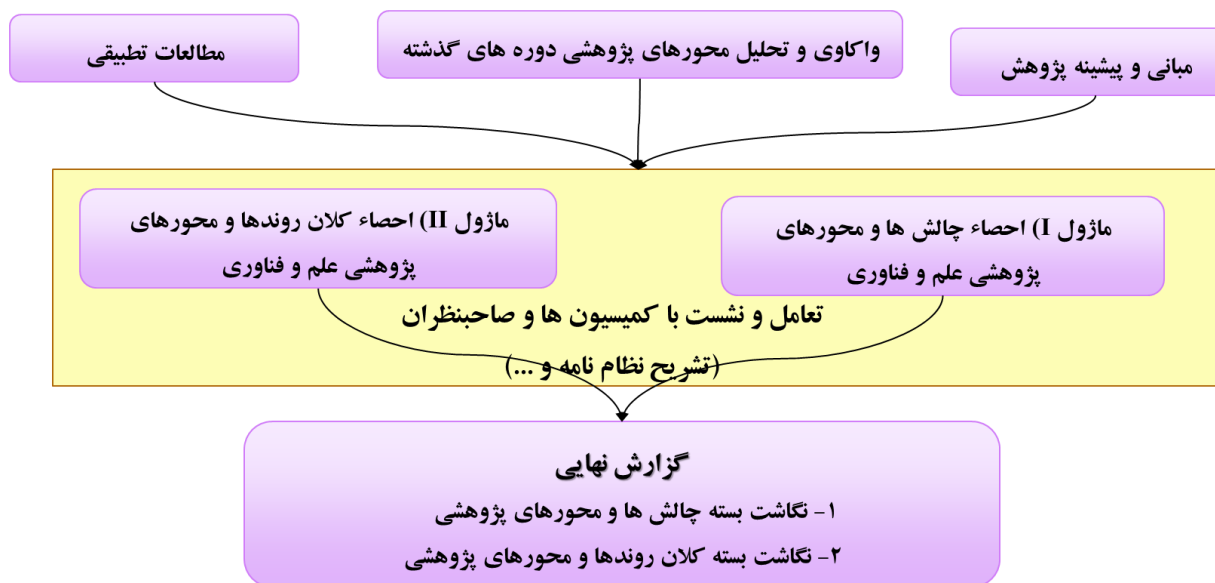 مبانی و پیشینه پژوهش
واکاوی و تحلیل محورهای پژوهشی دوره های گذشته
مطالعات تطبیقی
ماژول I) احصاء چالش ها و محورهای
پژوهشی علم و فناوری
ماژول II) احصاء کلان روندها و محورهای
پژوهشی علم و فناوری
تعامل و نشست با کمیسیون ها و صاحبنظران
(تشریح نظام نامه و ...)
گزارش نهایی
۱- نگاشت بسته چالش ها و محورهای پژوهشی
۲- نگاشت بسته کلان روندها و محورهای پژوهشی